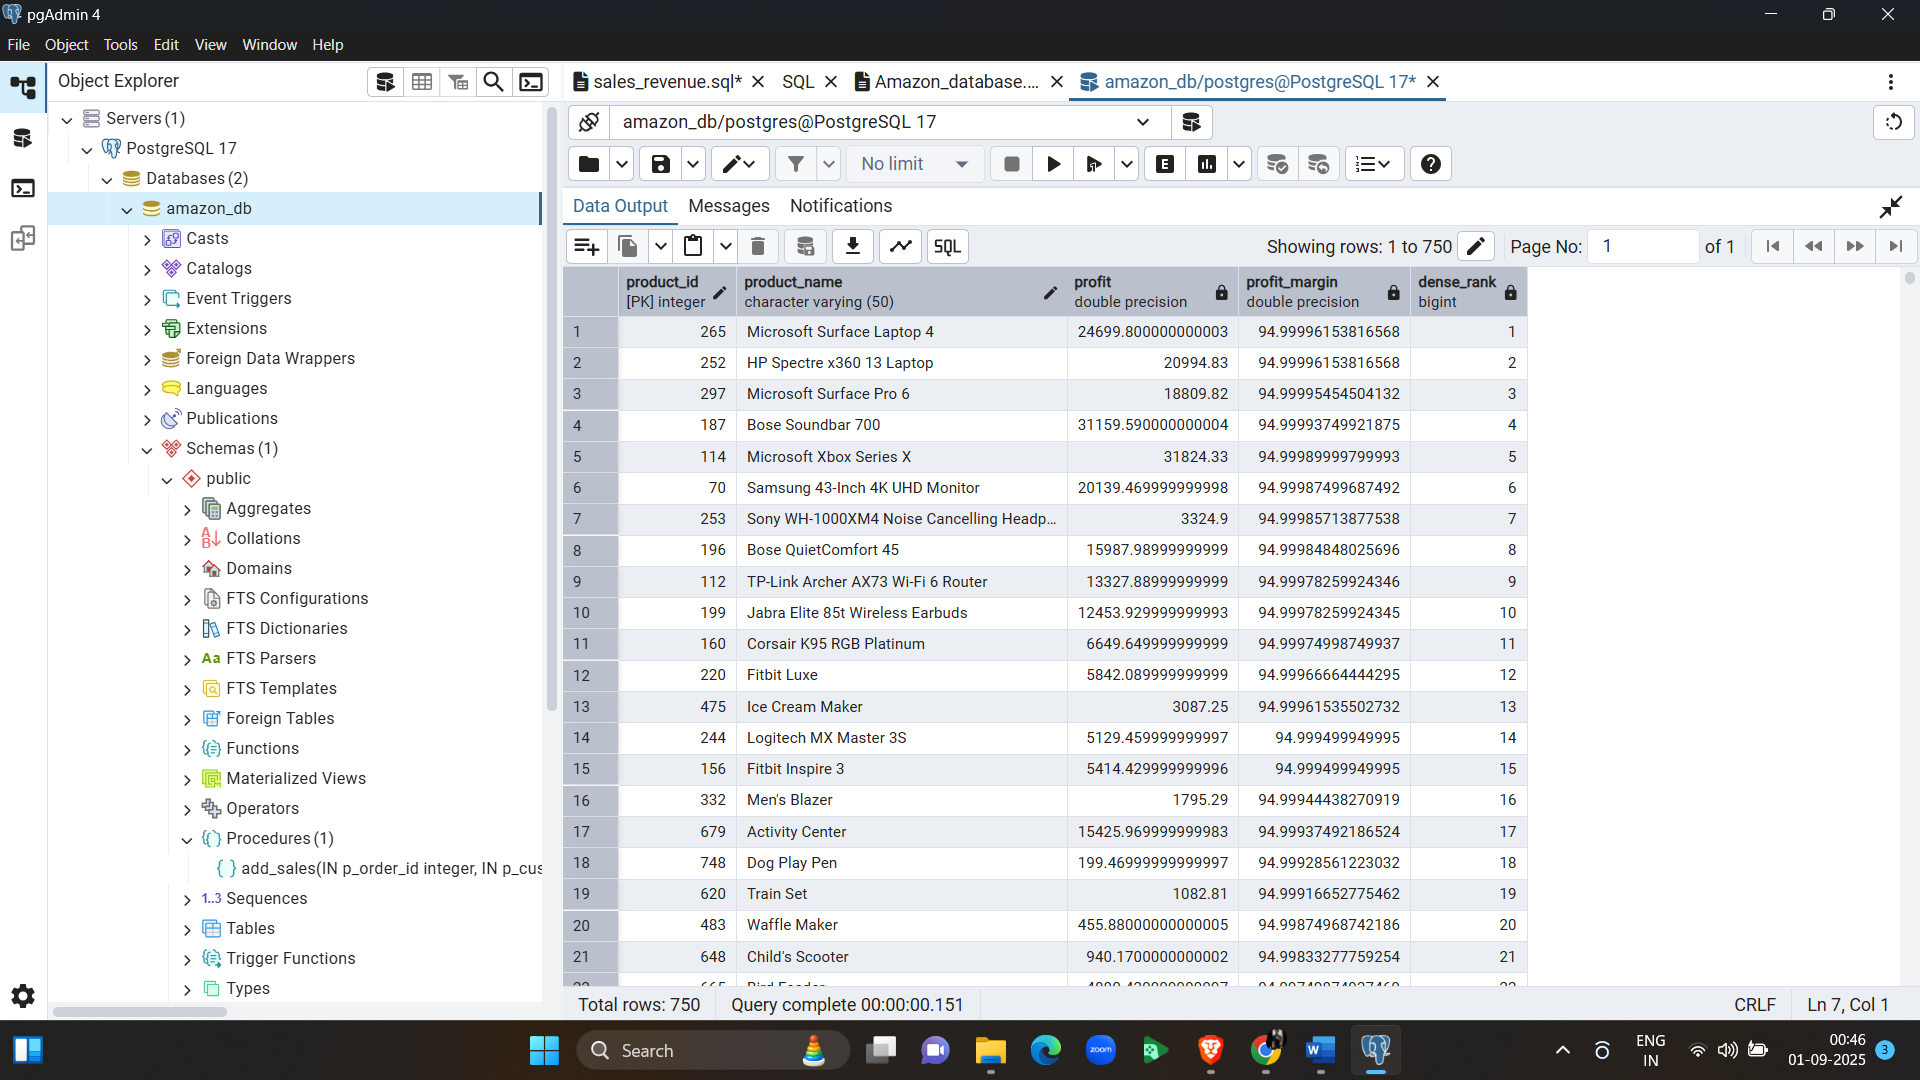 pgAdmin 4
File Object Tools Edit View Window Help
Object Explorer
Servers (1)
PostgreSQL 17
Databases (2)
amazon_db
Casts
Catalogs
Event Triggers
Extensions
Foreign Data Wrappers
Languages
Publications
Schemas (1)
public
Aggregates
Collations
Domains
FTS Configurations
FTS Dictionaries
Aa FTS Parsers
FTS Templates
Foreign Tables
Functions
Materialized Views
Operators
Procedures (1)
add_sales(IN p_order_id integer, IN p_cus
1..3 Sequences
Tables
Trigger Functions
Types
sales_revenue.sql* SQL Amazon_database.... amazon_db/postgres@PostgreSQL 17*
amazon_db/postgres@PostgreSQL 17
No limit E
Data Output Messages Notifications
SQL Showing rows: 1 to 750 Page No: 1 of 1
product_id product_name profit profit_margin dense_rank
[PK] integer character varying (50) double precision double precision bigint
1 265 Microsoft Surface Laptop 4 24699.800000000003 94.99996153816568 1
2 252 HP Spectre x360 13 Laptop 20994.83 94.99996153816568 2
3 297 Microsoft Surface Pro 6 18809.82 94.99995454504132 3
4 187 Bose Soundbar 700 31159.590000000004 94.99993749921875 4
5 114 Microsoft Xbox Series X 31824.33 94.99989999799993 5
6 70 Samsung 43-Inch 4K UHD Monitor 20139.469999999998 94.99987499687492 6
7 253 Sony WH-1000XM4 Noise Cancelling Headp... 3324.9 94.99985713877538 7
8 196 Bose QuietComfort 45 15987.98999999999 94.99984848025696 8
9 112 TP-Link Archer AX73 Wi-Fi 6 Router 13327.88999999999 94.99978259924346 9
10 199 Jabra Elite 85t Wireless Earbuds 12453.929999999993 94.99978259924345 10
11 160 Corsair K95 RGB Platinum 6649.649999999999 94.99974998749937 11
12 220 Fitbit Luxe 5842.089999999999 94.99966664444295 12
13 475 Ice Cream Maker 3087.25 94.99961535502732 13
14 244 Logitech MX Master 3S 5129.459999999997 94.999499949995 14
15 156 Fitbit Inspire 3 5414.429999999996 94.999499949995 15
16 332 Men's Blazer 1795.29 94.99944438270919 16
17 679 Activity Center 15425.969999999983 94.99937492186524 17
18 748 Dog Play Pen 199.46999999999997 94.99928561223032 18
19 620 Train Set 1082.81 94.99916652775462 19
20 483 Waffle Maker 455.88000000000005 94.99874968742186 20
21 648 Child's Scooter 940.1700000000002 94.99833277759254 21
Total rows: 750 Query complete 00:00:00.151 CRLF Ln 7, Col 1
Search zoom W ENG IN 00:46 01-09-2025 3